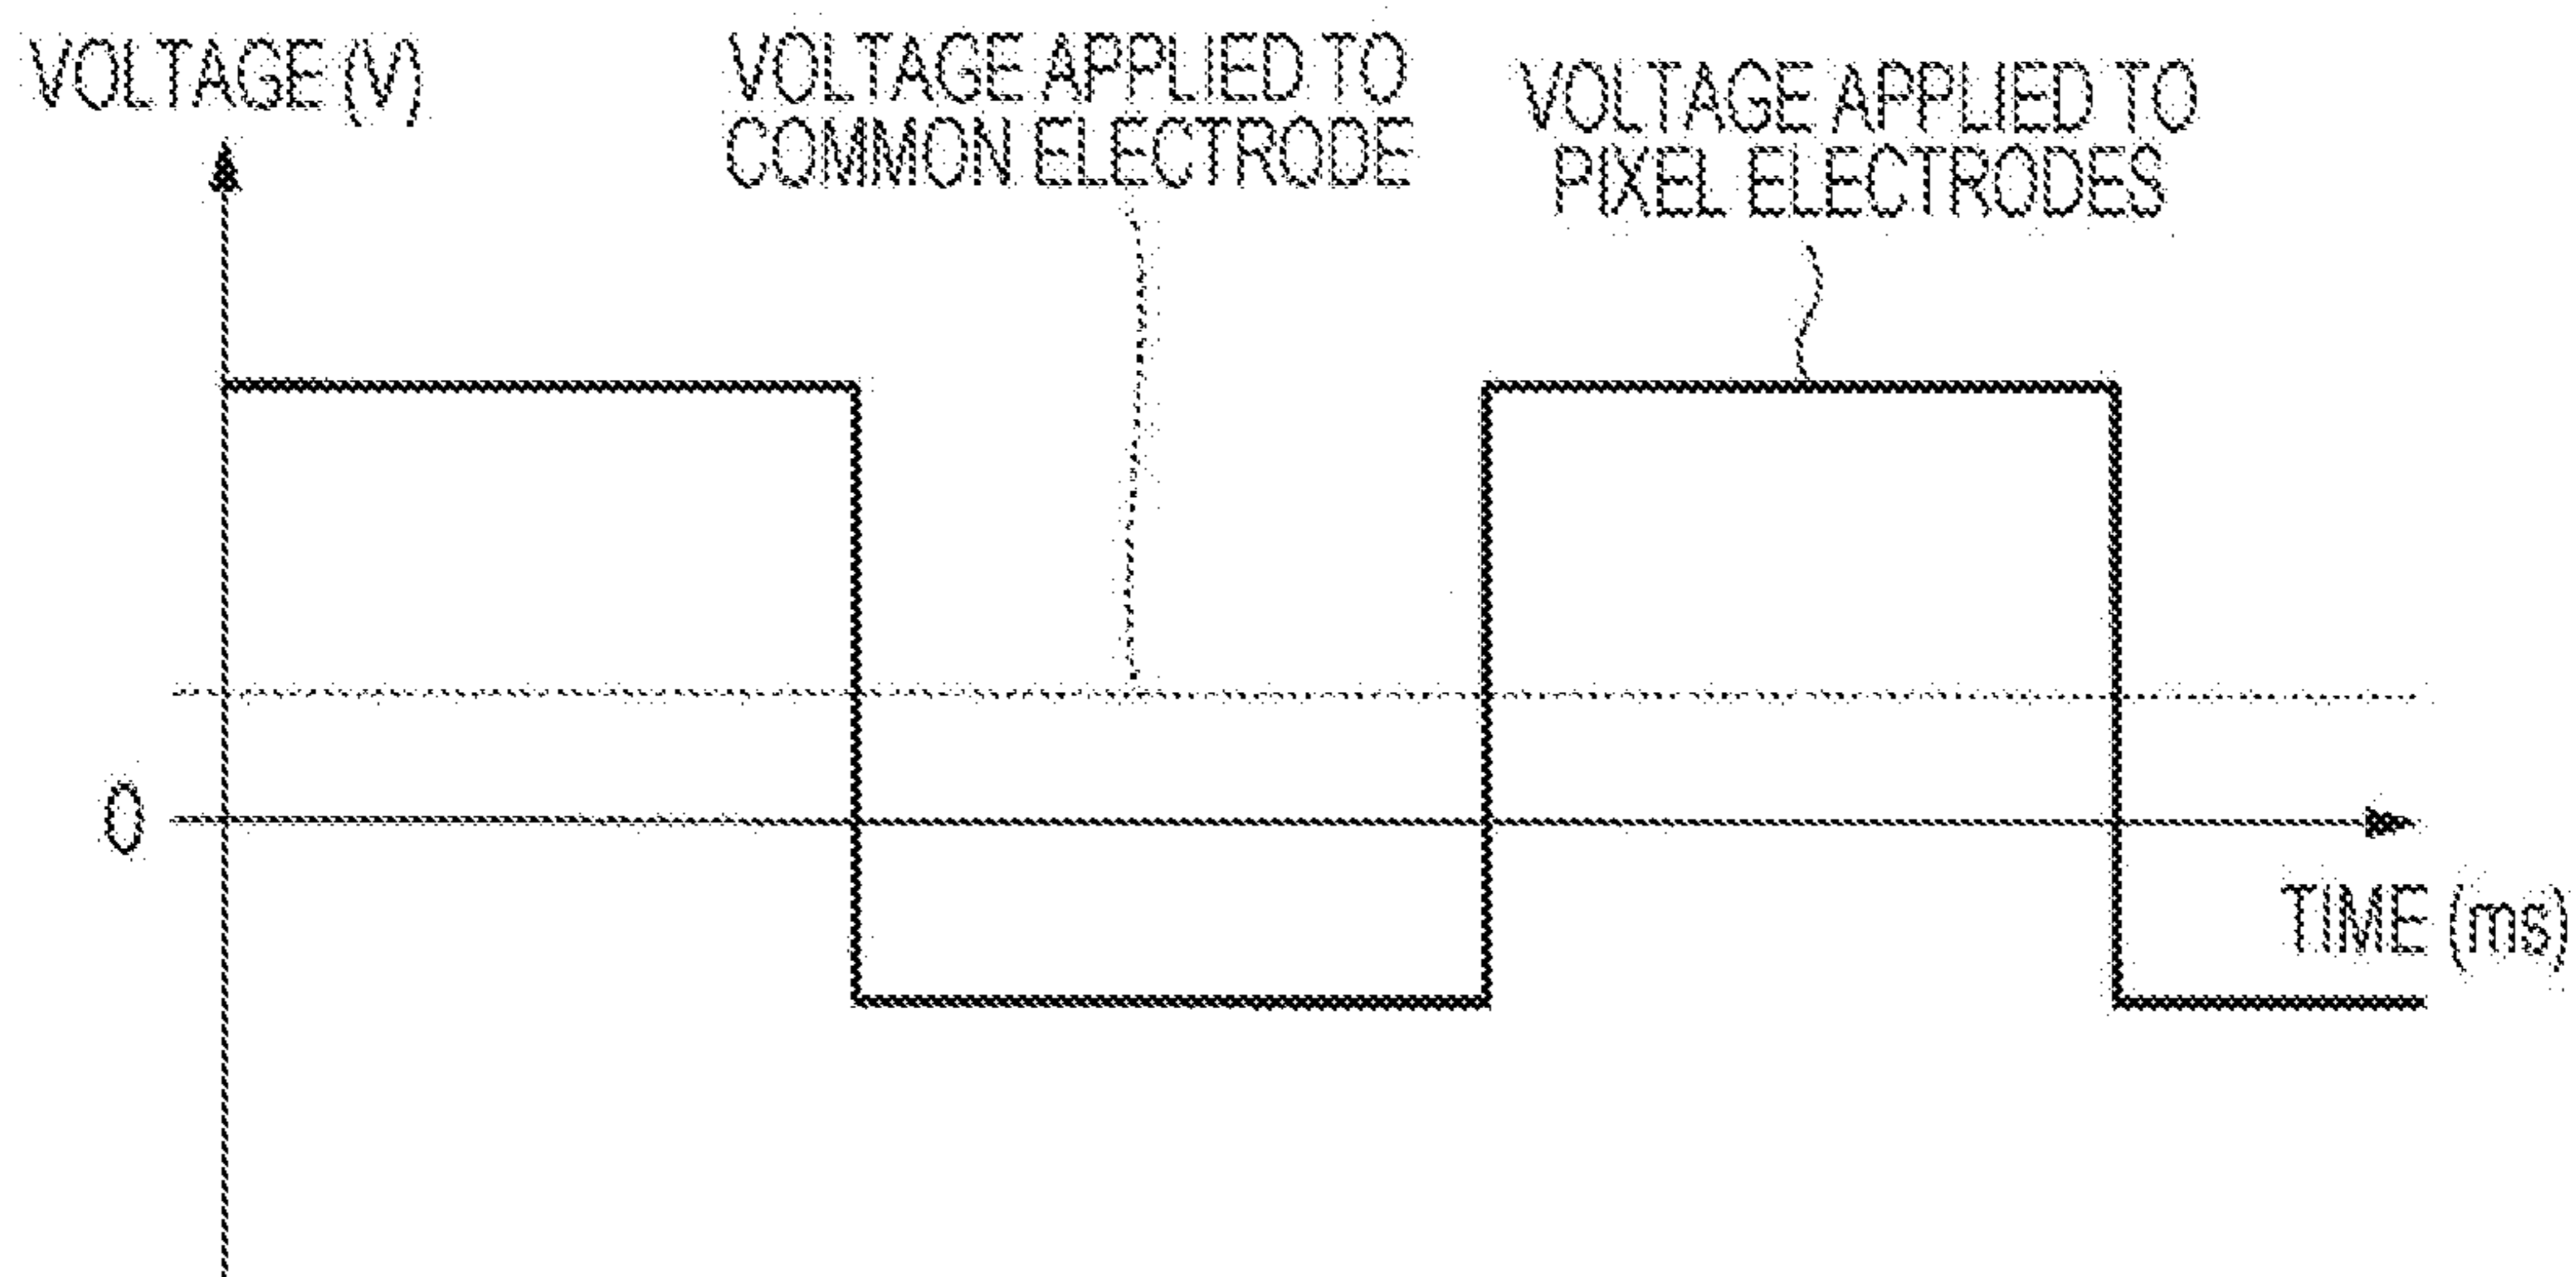 VOLTAGE (V)
VOLTAGE APPLIED TO
COMMON ELECTRODE
VOLTAGE APPLIED TO
PIXEL ELECTRODES
0
TIME (ms)